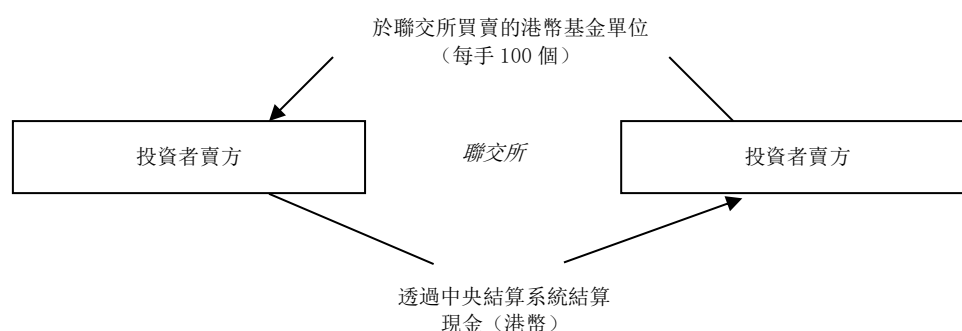 於聯交所買賣的港幣基金單位
（每手 100 個）
投資者賣方
聯交所
投資者賣方
透過中央結算系統結算
現金（港幣）